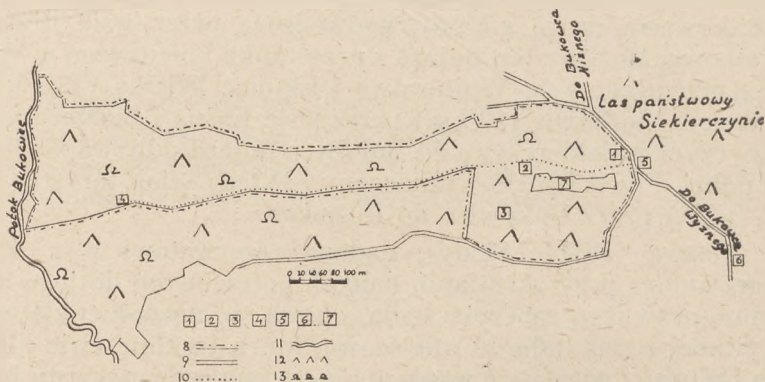 Do Bukowca
Niżnego
Las państwowy
Siekierczynie
1
5
2
7
4
3
Potok Bukowiec
Do Bukowca
Wyżnego
6
0 20 40 60 80 100 m
1 2 3 4 5 6 7
8
9
10
11
12
13